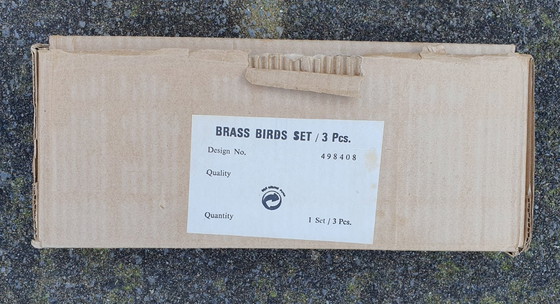 BRASS BIRDS SET / 3 Pcs.
Design No. 498408
Quality
Quantity 1 Set / 3 Pcs.